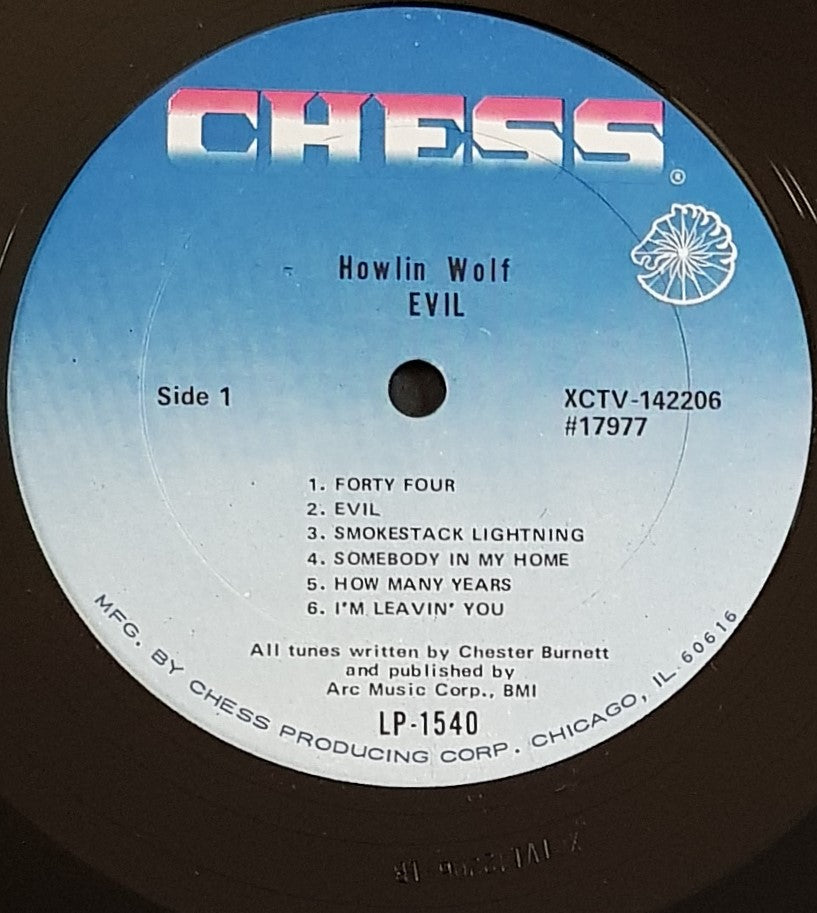 CHESS
®
Howlin Wolf
EVIL
Side 1
XCTV-142206
#17977
1. FORTY FOUR
2. EVIL
3. SMOKESTACK LIGHTNING
4. SOMEBODY IN MY HOME
5. HOW MANY YEARS
6. I'M LEAVIN' YOU
All tunes written by Chester Burnett
and published by
Arc Music Corp., BMI
LP-1540
MFG. BY CHESS PRODUCING CORP. CHICAGO, IL. 60616